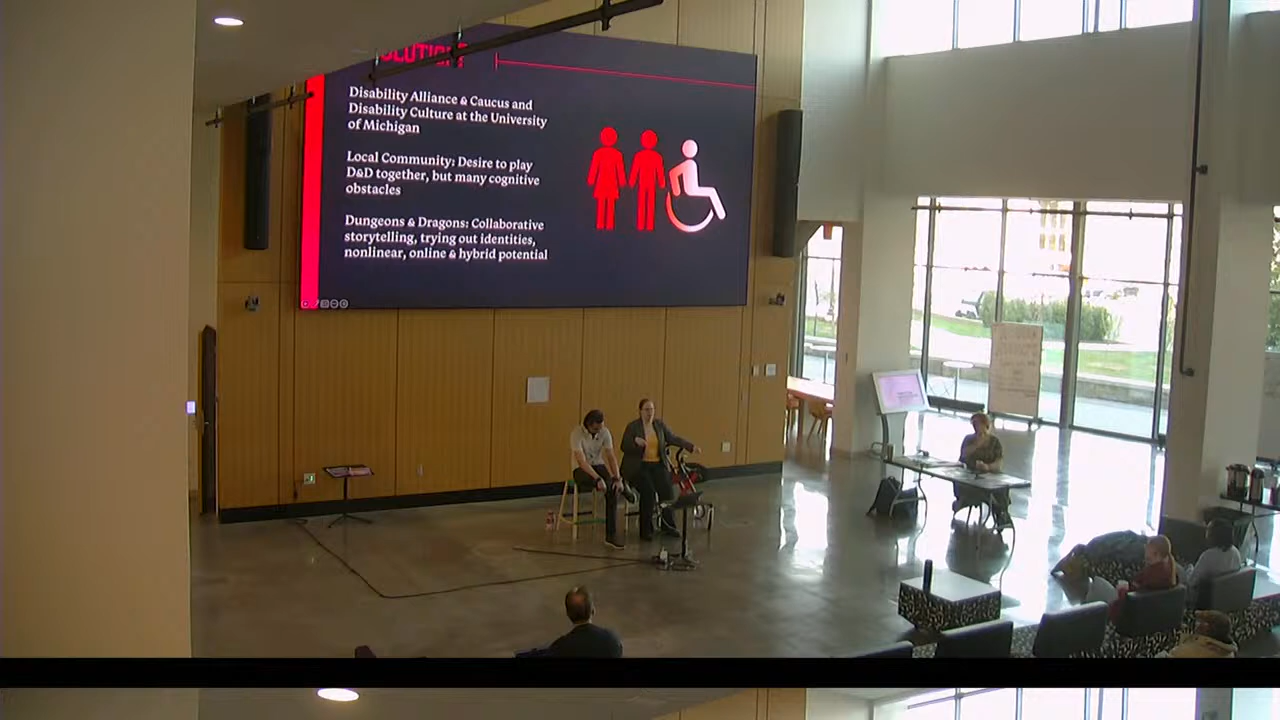 Disability Alliance & Caucus and
Disability Culture at the University
of Michigan
Local Community: Desire to play
D&D together, but many cognitive
obstacles
Dungeons & Dragons: Collaborative
storytelling, trying out identities,
nonlinear, online & hybrid potential